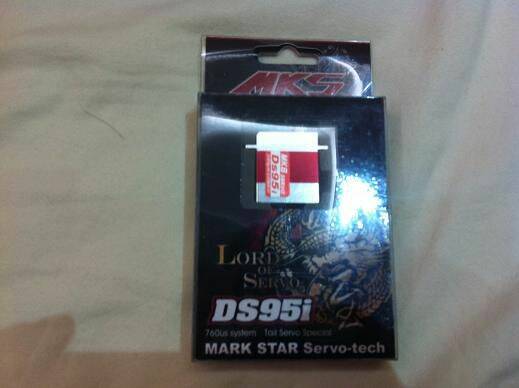 MKS
MKS
DS95i
LORD
OF
SERVO
DS95i
760us system Tail Servo Special
MARK STAR Servo-tech